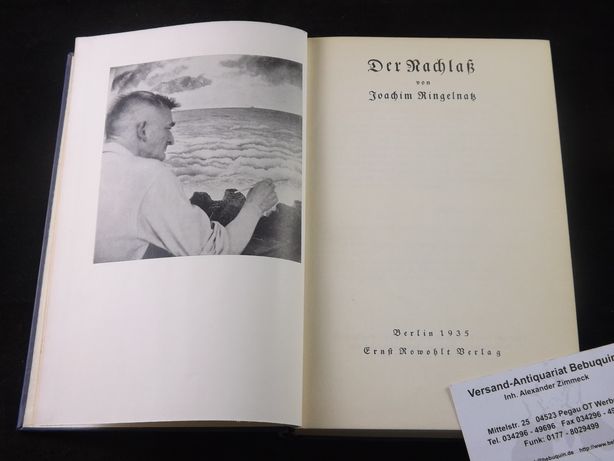 Der Nachlaß
von
Joachim Ringelnatz
Berlin 1935
Ernst Rowohlt Verlag
Versand-Antiquariat Bebuquin
Inh. Alexander Zimmeck
Mittelstr. 25 04523 Pegau OT
Tel. 034296 - 49696 Fax 034296 -
Funk: 0177 - 8029499